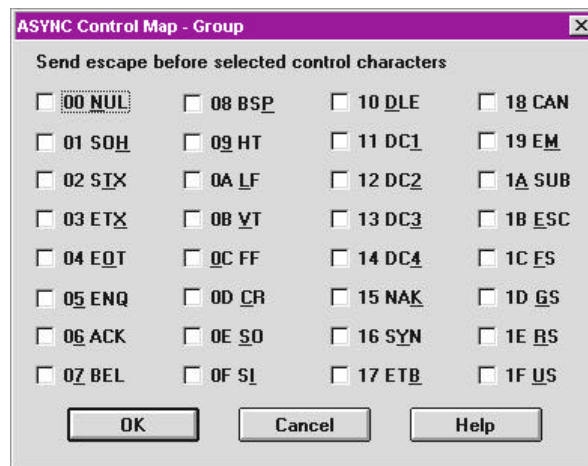 ASYNC Control Map - Group
Send escape before selected control characters
00 NUL 08 BSP 10 DLE 18 CAN
01 SOH 09 HT 11 DC1 19 EM
02 STX 0A LF 12 DC2 1A SUB
03 ETX 0B VT 13 DC3 1B ESC
04 EOT 0C FF 14 DC4 1C FS
05 ENQ 0D CR 15 NAK 1D GS
06 ACK 0E SO 16 SYN 1E RS
07 BEL 0F SI 17 ETB 1F US
OK Cancel Help